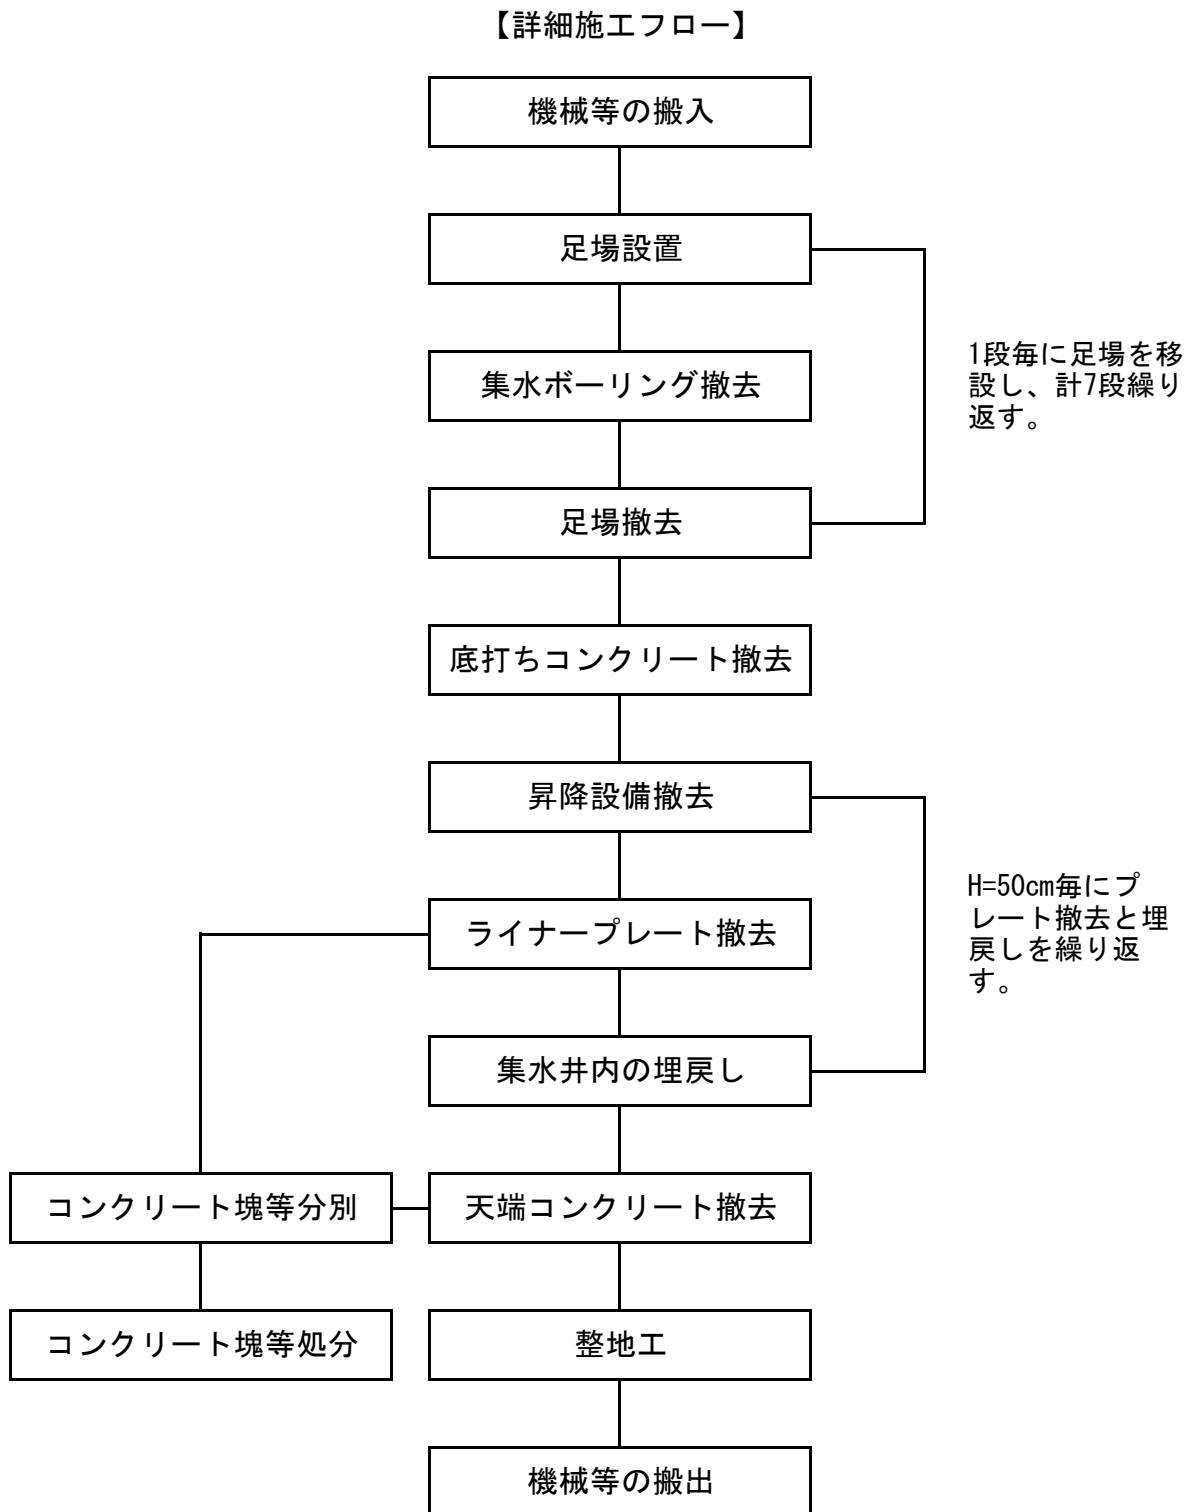 【詳細施工フロー】
機械等の搬入
足場設置
1段毎に足場を移
設し、計7段繰り
返す。
集水ボーリング撤去
足場撤去
底打ちコンクリート撤去
昇降設備撤去
H=50cm毎にプ
レート撤去と埋
戻しを繰り返
す。
ライナープレート撤去
集水井内の埋戻し
コンクリート塊等分別
天端コンクリート撤去
コンクリート塊等処分
整地工
機械等の搬出